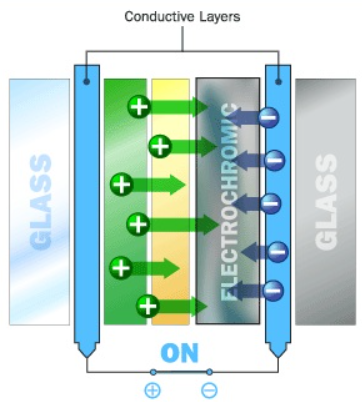 Conductive Layers
GLASS
ELECTROCHROMIC
GLASS
ON